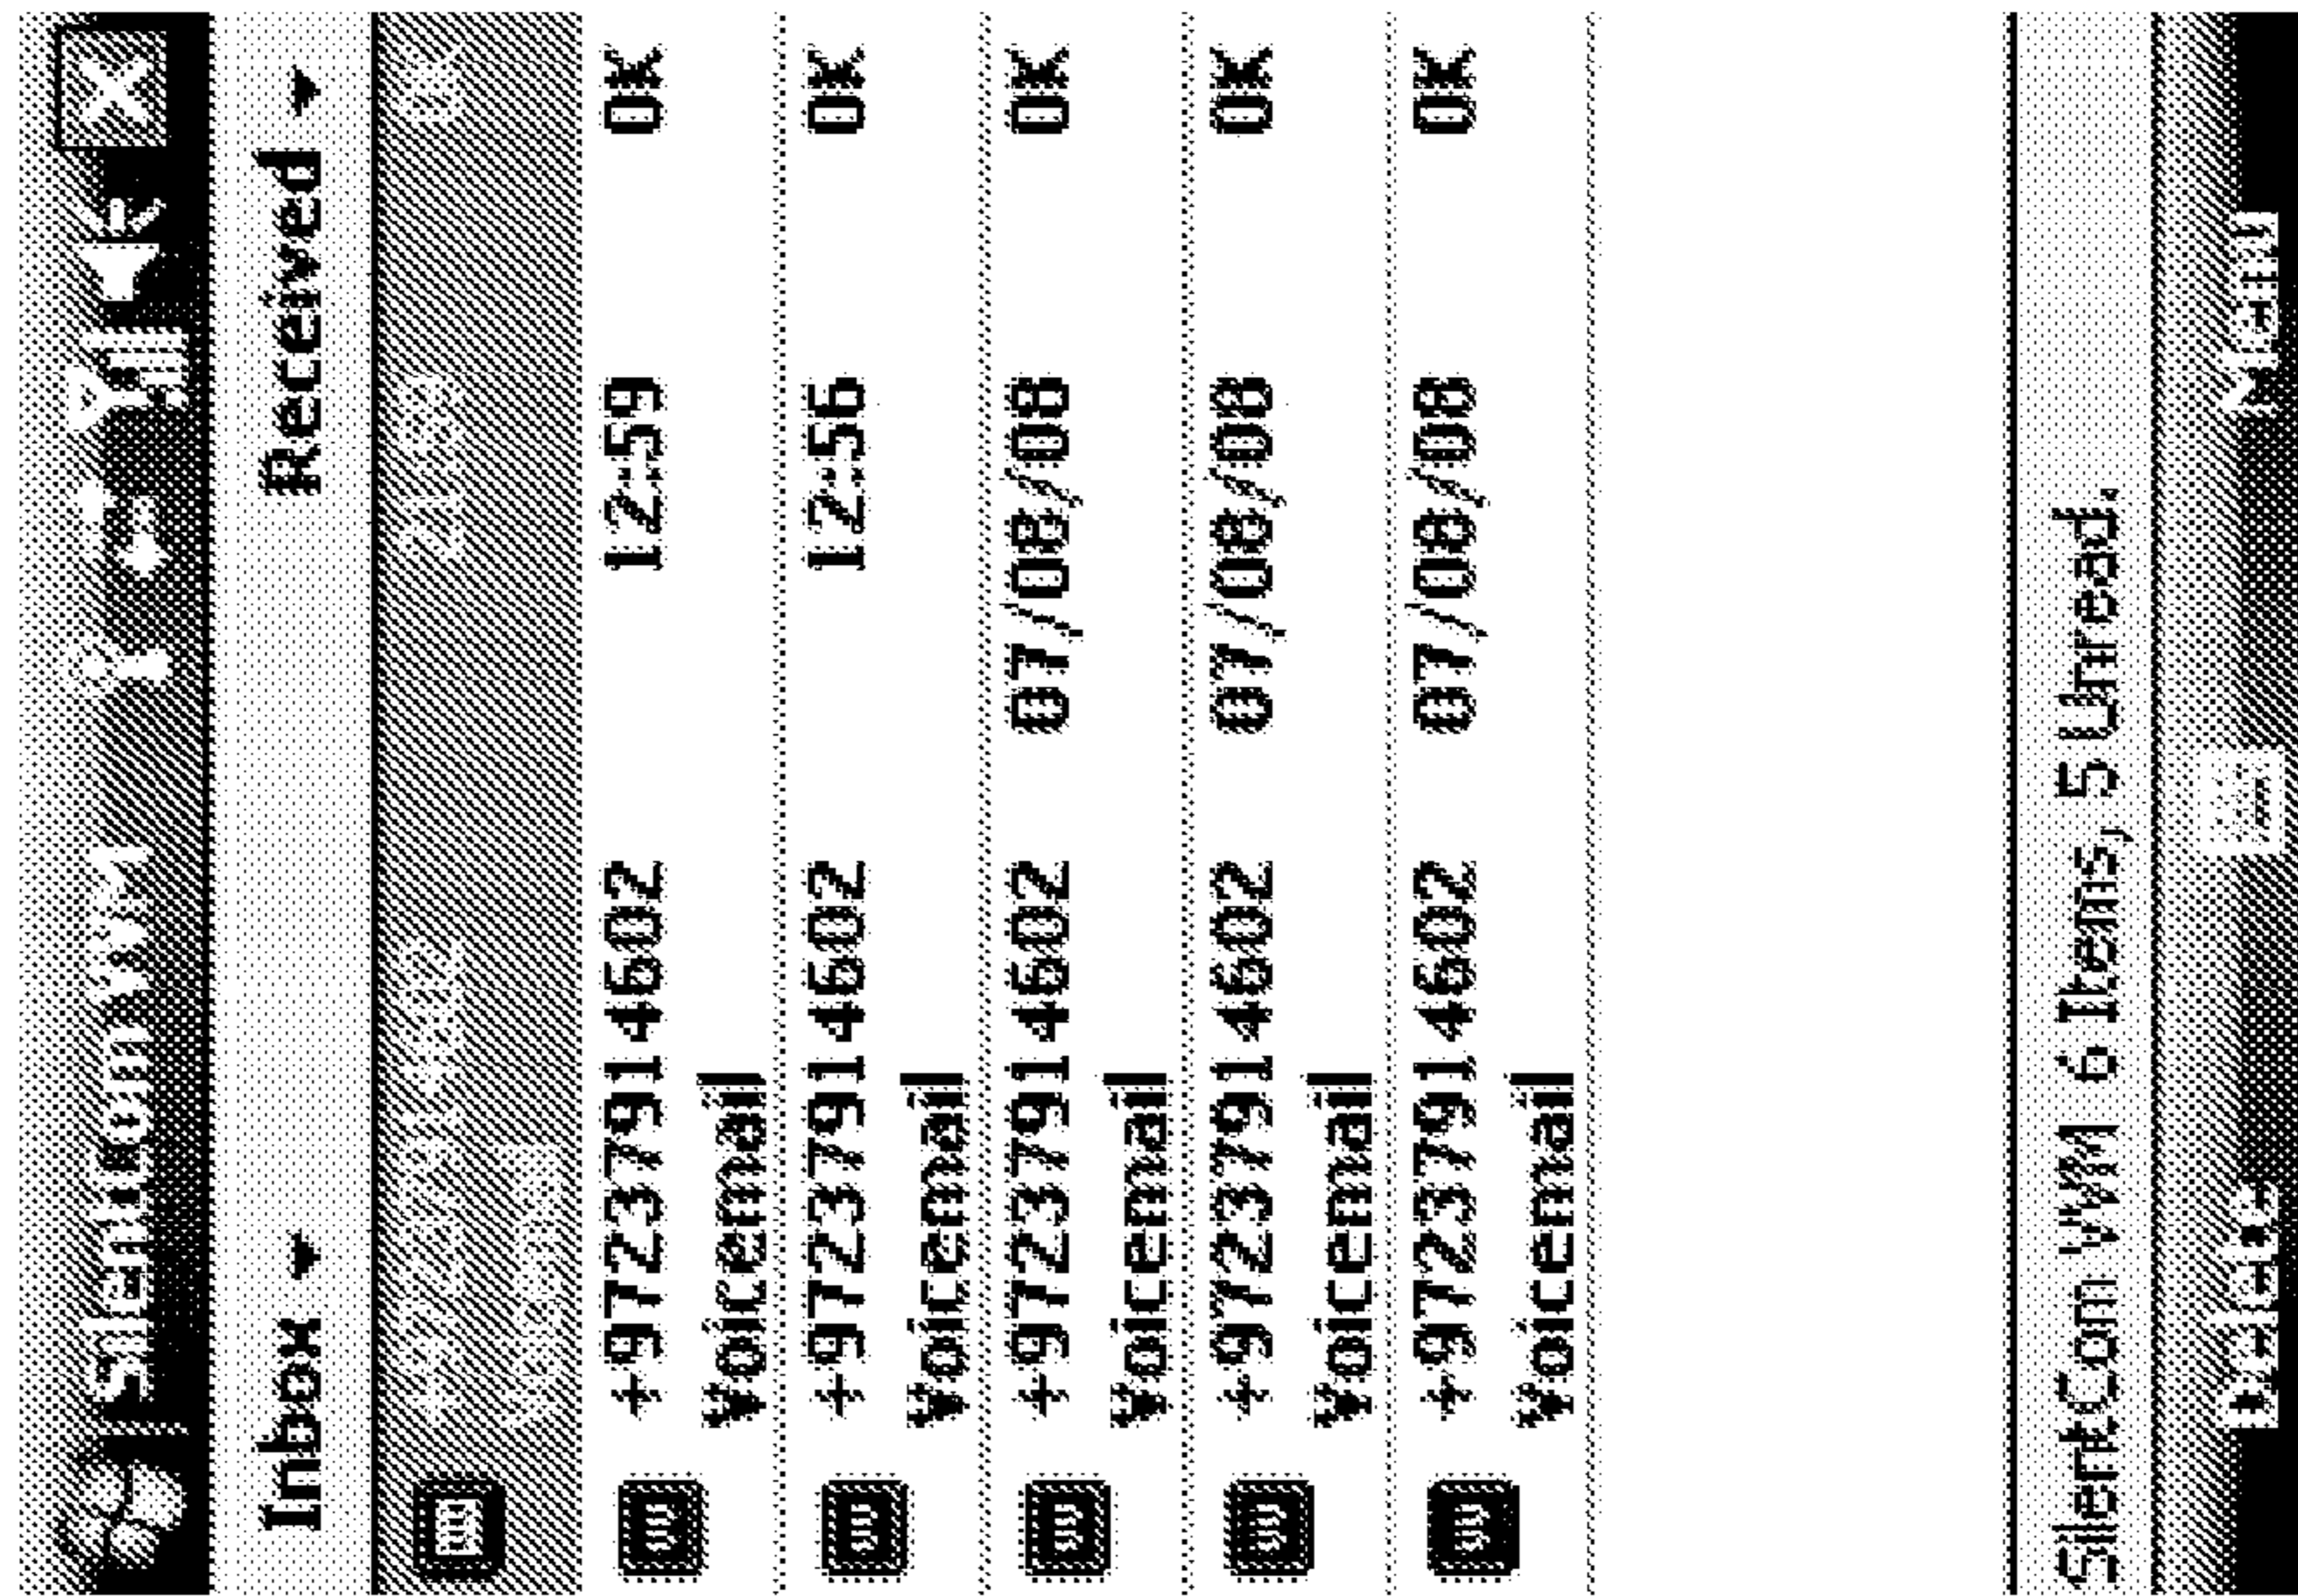 SilentCom VVM
Inbox Received
0K
+97237914602 12:59 0K
Voicemail
+97237914602 12:56 0K
Voicemail
+97237914602 07/08/08 0K
Voicemail
+97237914602 07/08/08 0K
Voicemail
+97237914602 07/08/08 0K
Voicemail
SilentCom VVM 6 Items, 5 Unread.
Delete Menu